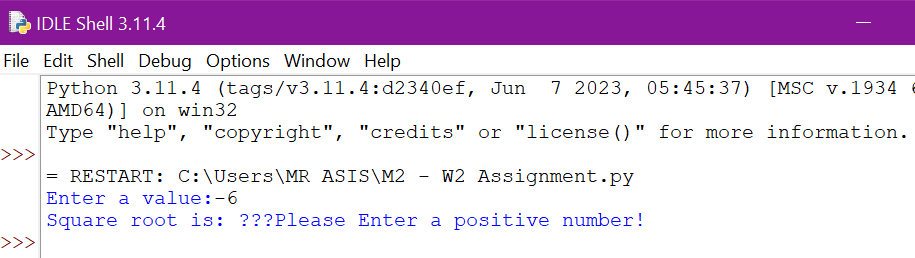 IDLE Shell 3.11.4
File Edit Shell Debug Options Window Help
Python 3.11.4 (tags/v3.11.4:d2340ef, Jun  7 2023, 05:45:37) [MSC v.1934 6
AMD64)] on win32
Type "help", "copyright", "credits" or "license()" for more information.
>>>
= RESTART: C:\Users\MR ASIS\M2 - W2 Assignment.py
Enter a value:-6
Square root is: ???Please Enter a positive number!
>>>